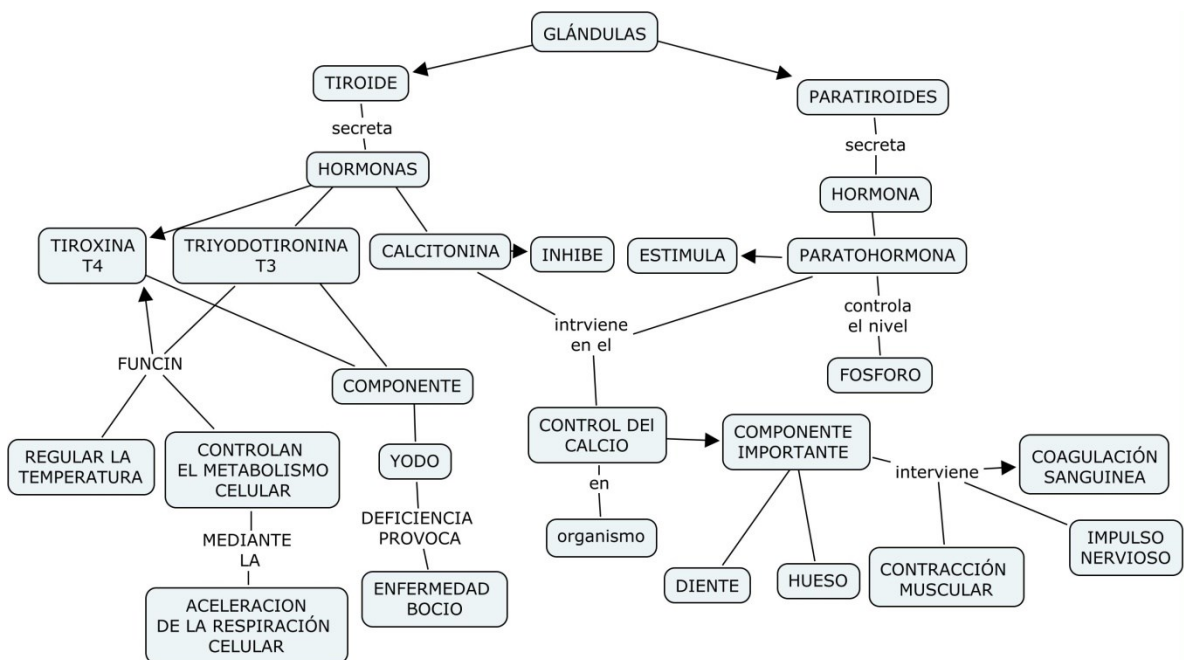 GLÁNDULAS
TIROIDE
PARATIROIDES
secreta
secreta
HORMONAS
HORMONA
TIROXINA
T4
TRIYODOTIRONINA
T3
CALCITONINA
INHIBE
ESTIMULA
PARATOHORMONA
intrviene
en el
controla
el nivel
FUNCIN
COMPONENTE
FOSFORO
REGULAR LA
TEMPERATURA
CONTROLAN
EL METABOLISMO
CELULAR
YODO
CONTROL DEl
CALCIO
COMPONENTE
IMPORTANTE
interviene
COAGULACIÓN
SANGUINEA
MEDIANTE
LA
DEFICIENCIA
PROVOCA
en
organismo
DIENTE
HUESO
CONTRACCIÓN
MUSCULAR
IMPULSO
NERVIOSO
ACELERACION
DE LA RESPIRACIÓN
CELULAR
ENFERMEDAD
BOCIO